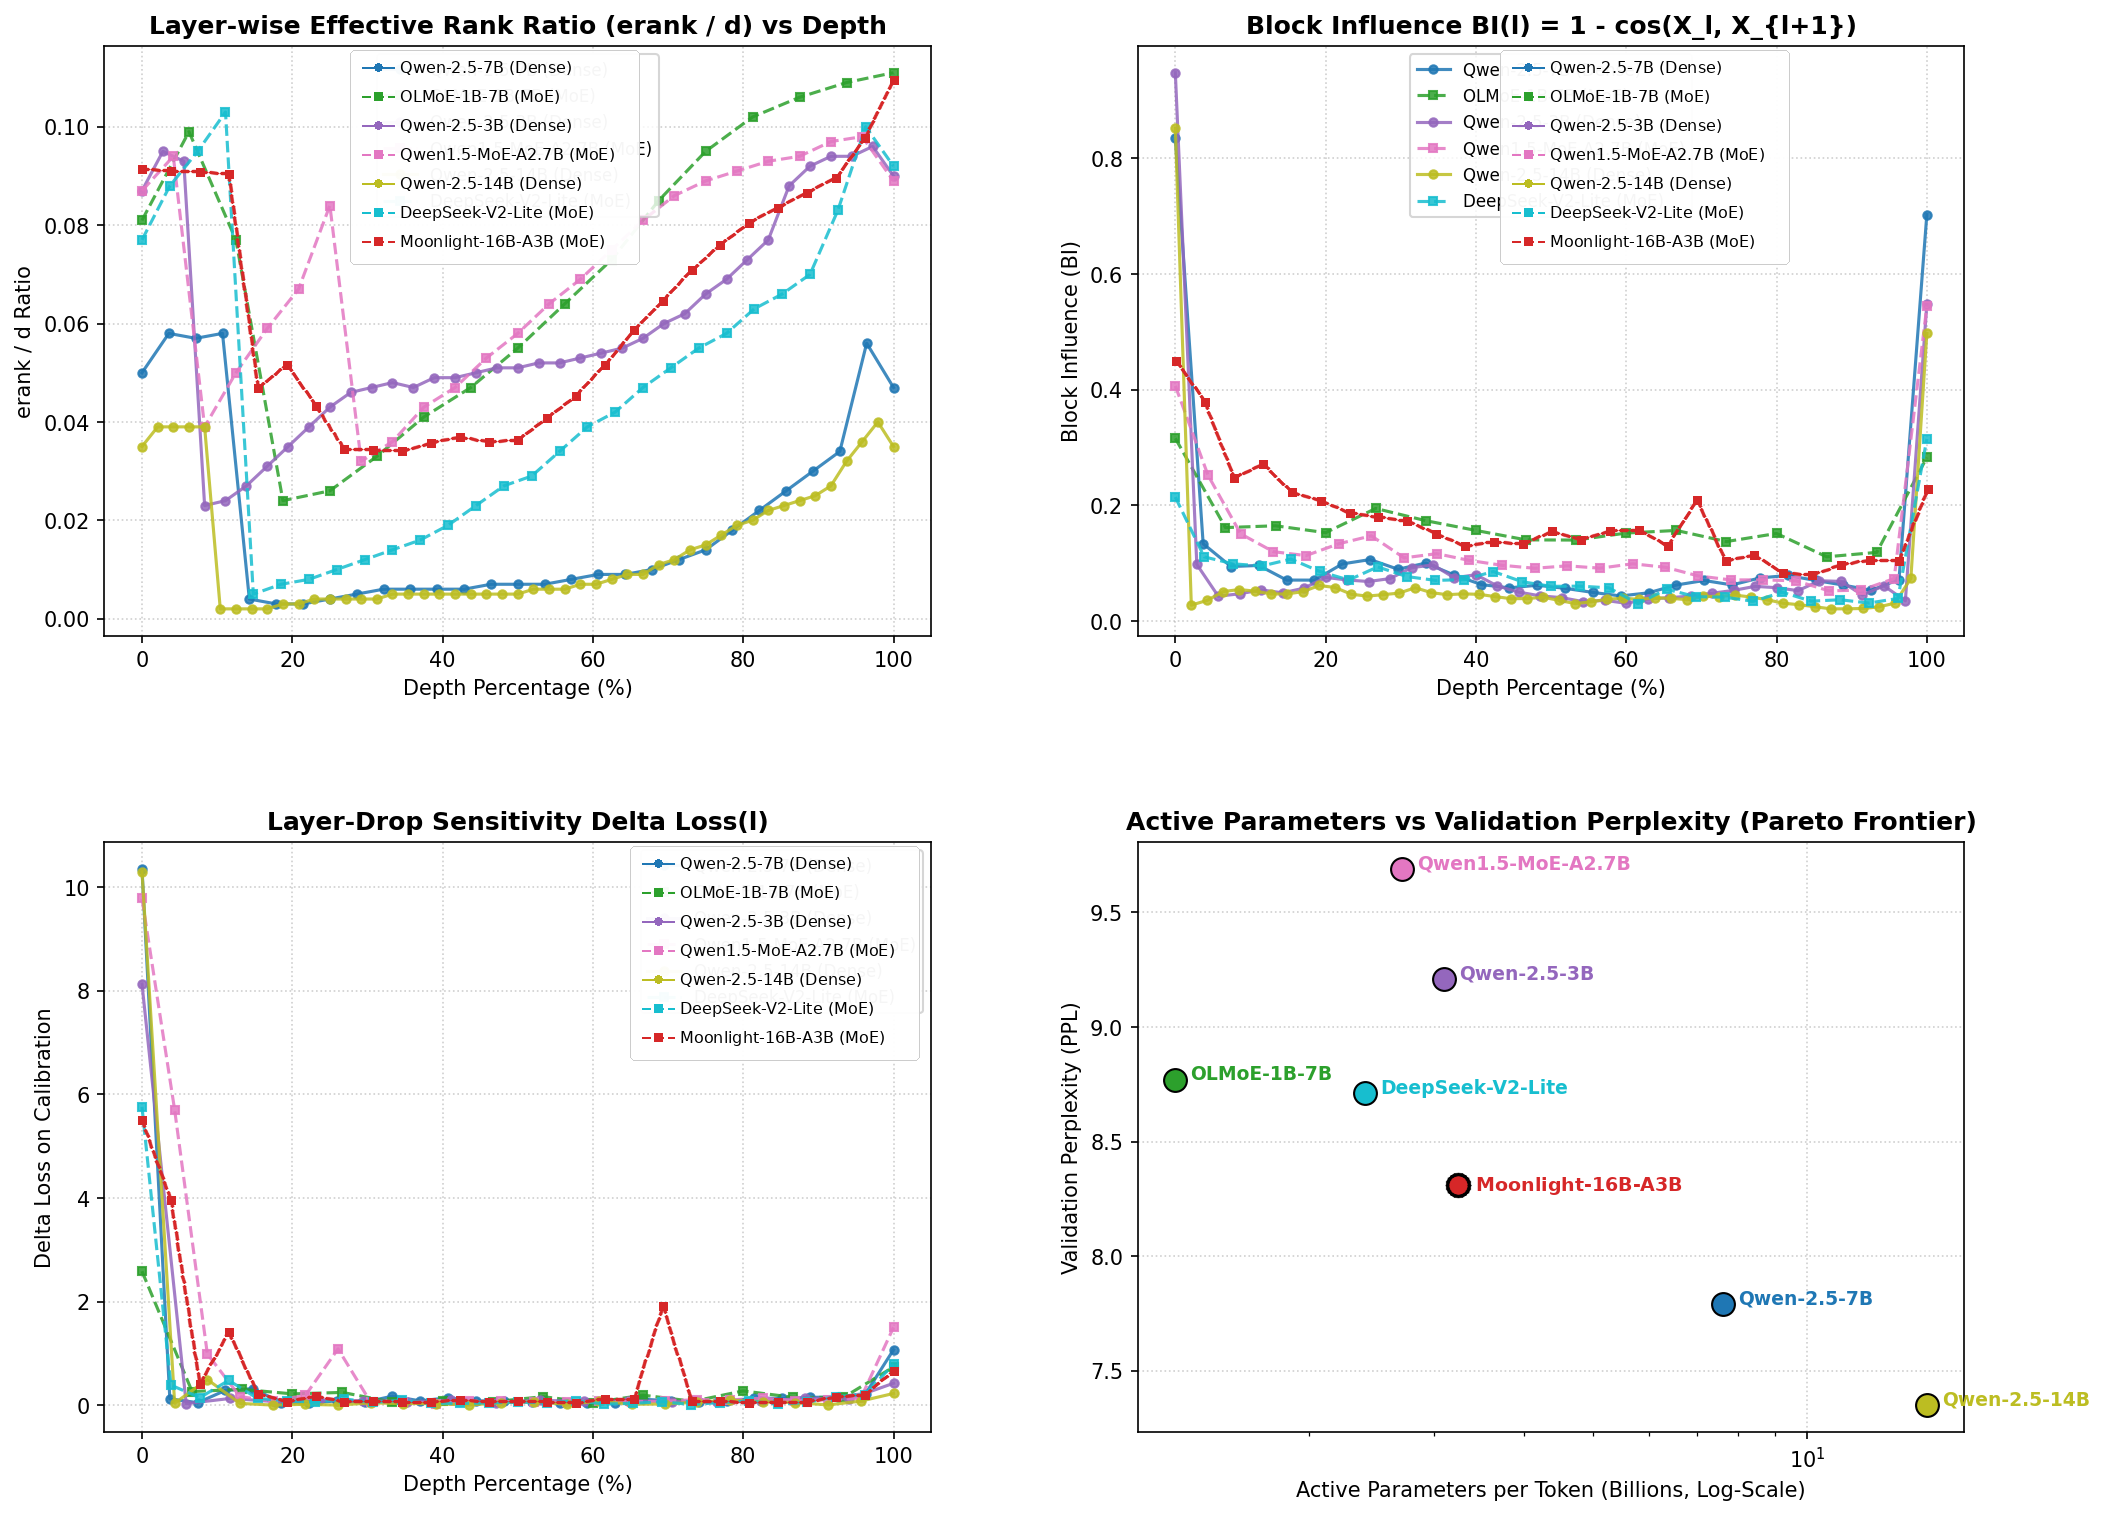 Layer-wise Effective Rank Ratio (erank / d) vs Depth
Qwen-2.5-7B (Dense)
OLMoE-1B-7B (MoE)
Qwen-2.5-3B (Dense)
Qwen1.5-MoE-A2.7B (MoE)
Qwen-2.5-14B (Dense)
DeepSeek-V2-Lite (MoE)
Moonlight-16B-A3B (MoE)
erank / d Ratio
0.10
0.08
0.06
0.04
0.02
0.00
0 20 40 60 80 100
Depth Percentage (%)
Block Influence BI(l) = 1 - cos(X_l, X_{l+1})
Qwen-2.5-7B (Dense)
OLMoE-1B-7B (MoE)
Qwen-2.5-3B (Dense)
Qwen1.5-MoE-A2.7B (MoE)
Qwen-2.5-14B (Dense)
DeepSeek-V2-Lite (MoE)
Moonlight-16B-A3B (MoE)
Block Influence (BI)
0.8
0.6
0.4
0.2
0.0
0 20 40 60 80 100
Depth Percentage (%)
Layer-Drop Sensitivity Delta Loss(l)
Qwen-2.5-7B (Dense)
OLMoE-1B-7B (MoE)
Qwen-2.5-3B (Dense)
Qwen1.5-MoE-A2.7B (MoE)
Qwen-2.5-14B (Dense)
DeepSeek-V2-Lite (MoE)
Moonlight-16B-A3B (MoE)
Delta Loss on Calibration
10
8
6
4
2
0
0 20 40 60 80 100
Depth Percentage (%)
Active Parameters vs Validation Perplexity (Pareto Frontier)
Qwen1.5-MoE-A2.7B
Qwen-2.5-3B
OLMoE-1B-7B
DeepSeek-V2-Lite
Moonlight-16B-A3B
Qwen-2.5-7B
Qwen-2.5-14B
Validation Perplexity (PPL)
9.5
9.0
8.5
8.0
7.5
10¹
Active Parameters per Token (Billions, Log-Scale)